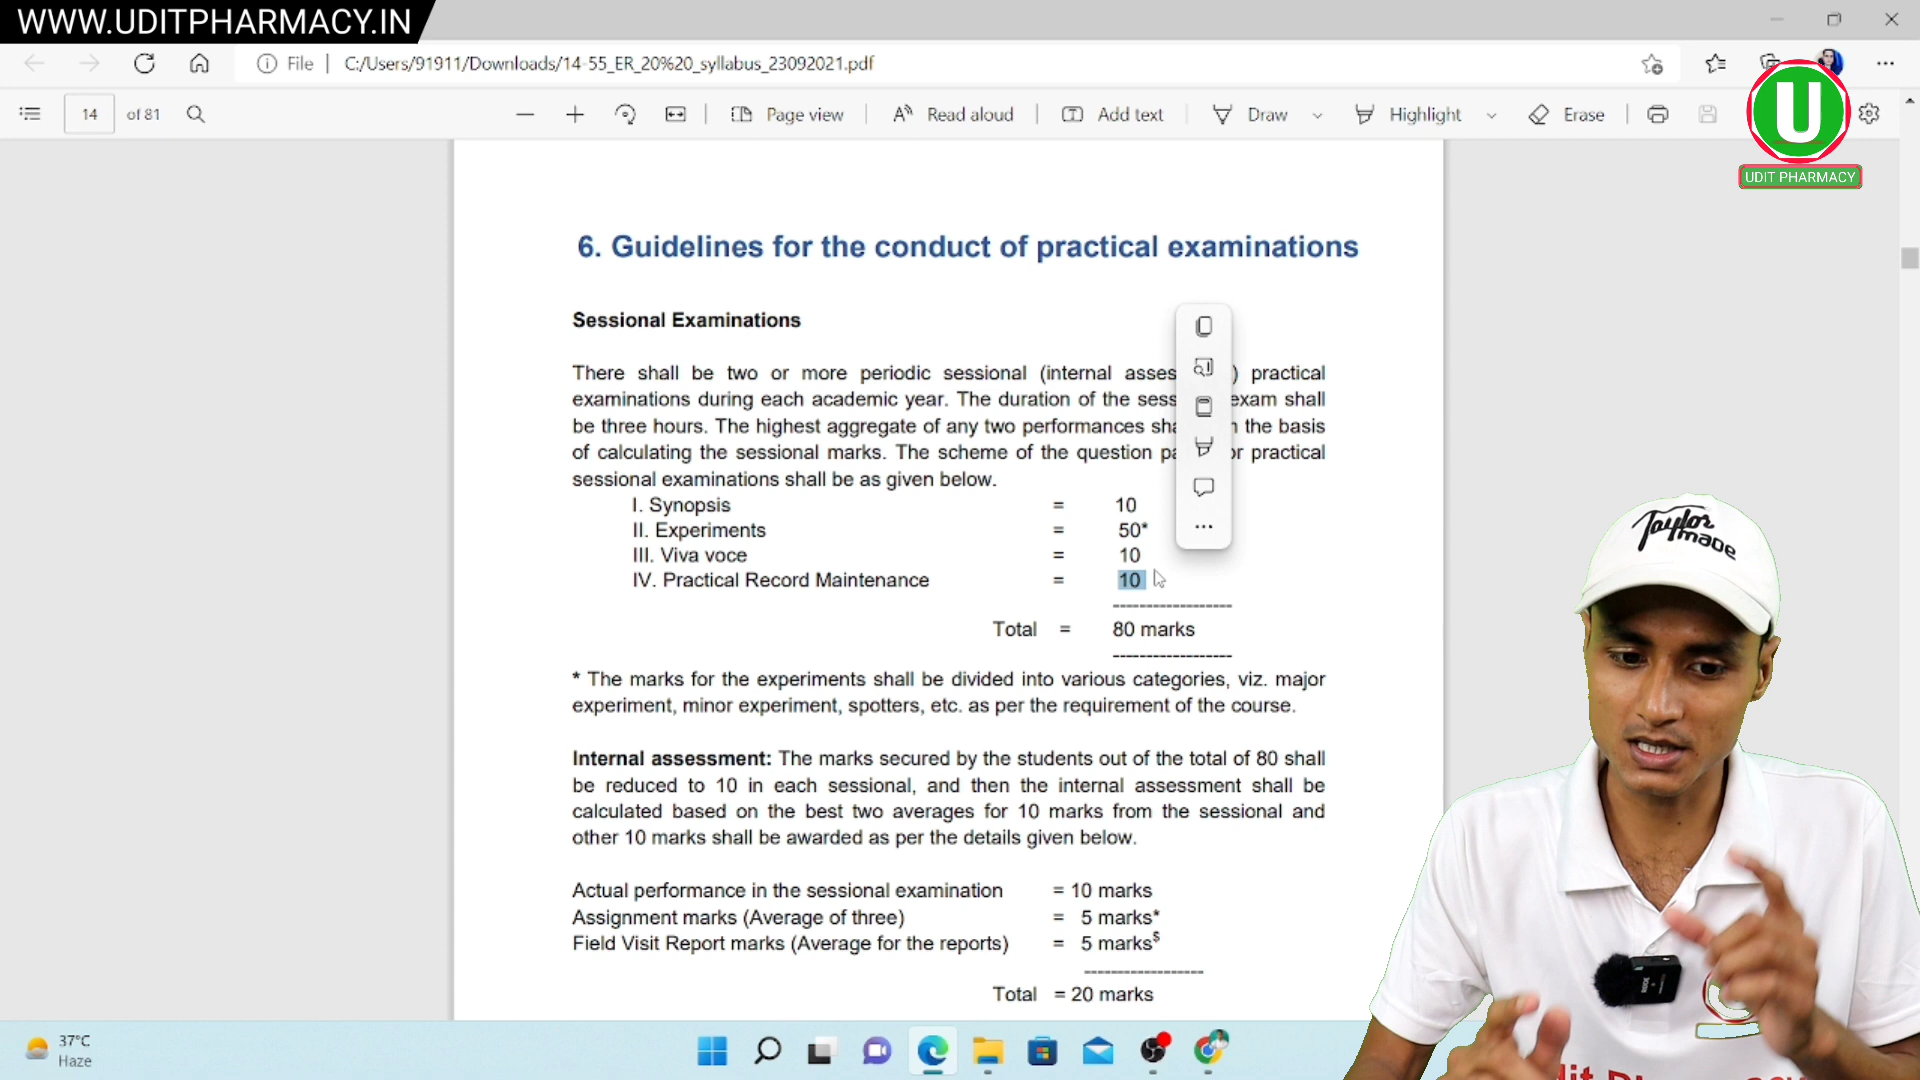 WWW.UDITPHARMACY.IN
File | C:/Users/91911/Downloads/14-55_ER_20%20_syllabus_23092021.pdf
14 of 81
Page view
Read aloud
Add text
Draw
Highlight
Erase
U
UDIT PHARMACY
6. Guidelines for the conduct of practical examinations
Sessional Examinations
There shall be two or more periodic sessional (internal asses ) practical
examinations during each academic year. The duration of the sess exam shall
be three hours. The highest aggregate of any two performances sha the basis
of calculating the sessional marks. The scheme of the question pa or practical
sessional examinations shall be as given below.
I. Synopsis = 10
II. Experiments = 50*
III. Viva voce = 10
IV. Practical Record Maintenance = 10
------------------
Total = 80 marks
------------------
* The marks for the experiments shall be divided into various categories, viz. major
experiment, minor experiment, spotters, etc. as per the requirement of the course.
Internal assessment: The marks secured by the students out of the total of 80 shall
be reduced to 10 in each sessional, and then the internal assessment shall be
calculated based on the best two averages for 10 marks from the sessional and
other 10 marks shall be awarded as per the details given below.
Actual performance in the sessional examination = 10 marks
Assignment marks (Average of three) = 5 marks*
Field Visit Report marks (Average for the reports) = 5 marks$
------------------
Total = 20 marks
Taylor
made
RODE
37°C
Haze